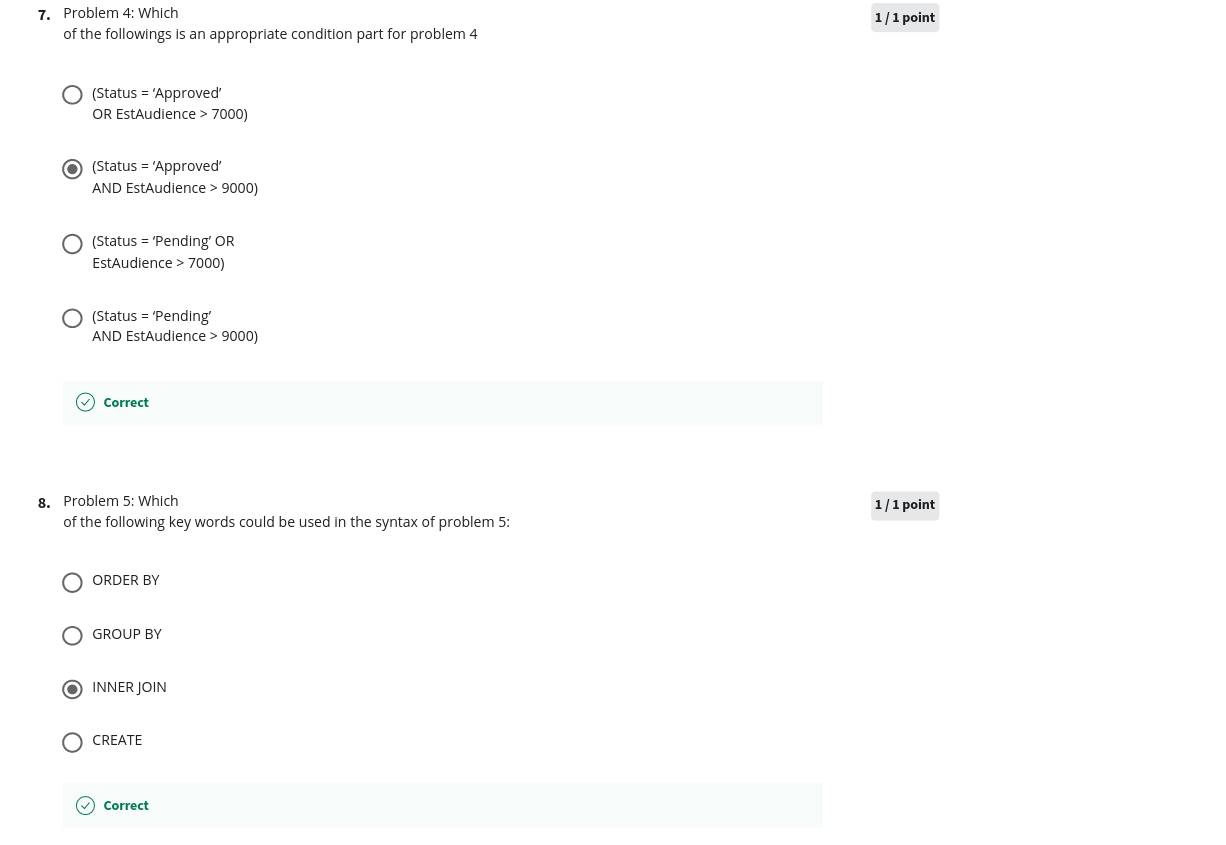 7. Problem 4: Which
1 / 1 point
of the followings is an appropriate condition part for problem 4
(Status = ‘Approved’
OR EstAudience > 7000)
(Status = ‘Approved’
AND EstAudience > 9000)
(Status = ‘Pending’ OR
EstAudience > 7000)
(Status = ‘Pending’
AND EstAudience > 9000)
Correct
8. Problem 5: Which
1 / 1 point
of the following key words could be used in the syntax of problem 5:
ORDER BY
GROUP BY
INNER JOIN
CREATE
Correct